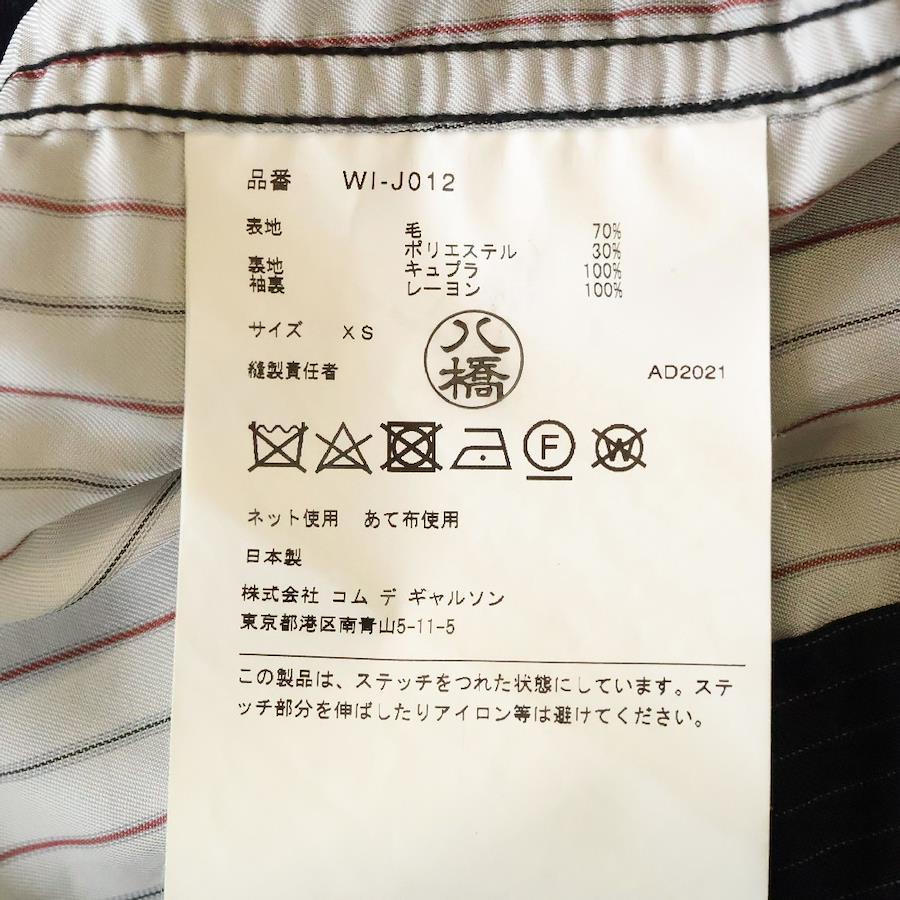 品番 WI-J012
表地 毛 70%
ポリエステル 30%
裏地 キュプラ 100%
袖裏 レーヨン 100%
サイズ XS
縫製責任者 八橋 AD2021
F W
ネット使用 あて布使用
日本製
株式会社 コム デ ギャルソン
東京都港区南青山5-11-5
この製品は、ステッチをつれた状態にしています。ステ
ッチ部分を伸ばしたりアイロン等は避けてください。